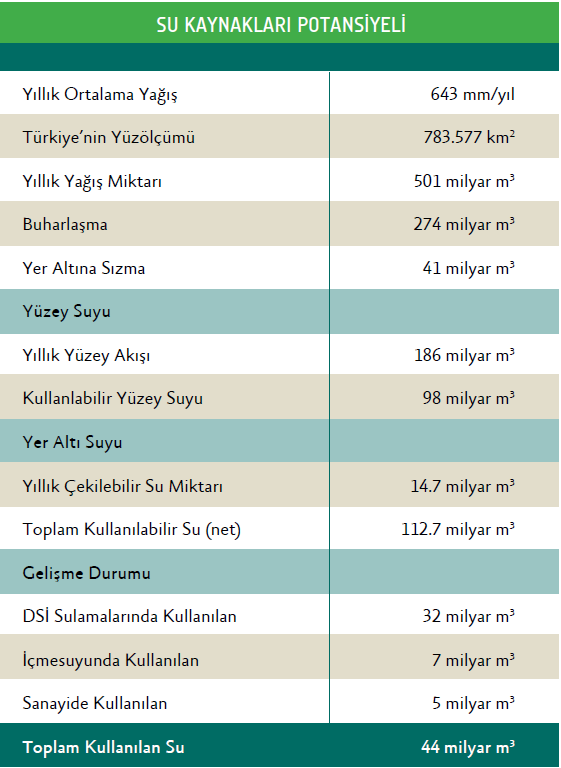 SU KAYNAKLARI POTANSİYELİ
Yıllık Ortalama Yağış 643 mm/yıl
Türkiye'nin Yüzölçümü 783.577 km²
Yıllık Yağış Miktarı 501 milyar m³
Buharlaşma 274 milyar m³
Yer Altına Sızma 41 milyar m³
Yüzey Suyu
Yıllık Yüzey Akışı 186 milyar m³
Kullanlabilir Yüzey Suyu 98 milyar m³
Yer Altı Suyu
Yıllık Çekilebilir Su Miktarı 14.7 milyar m³
Toplam Kullanılabilir Su (net) 112.7 milyar m³
Gelişme Durumu
DSİ Sulamalarında Kullanılan 32 milyar m³
İçmesuyunda Kullanılan 7 milyar m³
Sanayide Kullanılan 5 milyar m³
Toplam Kullanılan Su 44 milyar m³